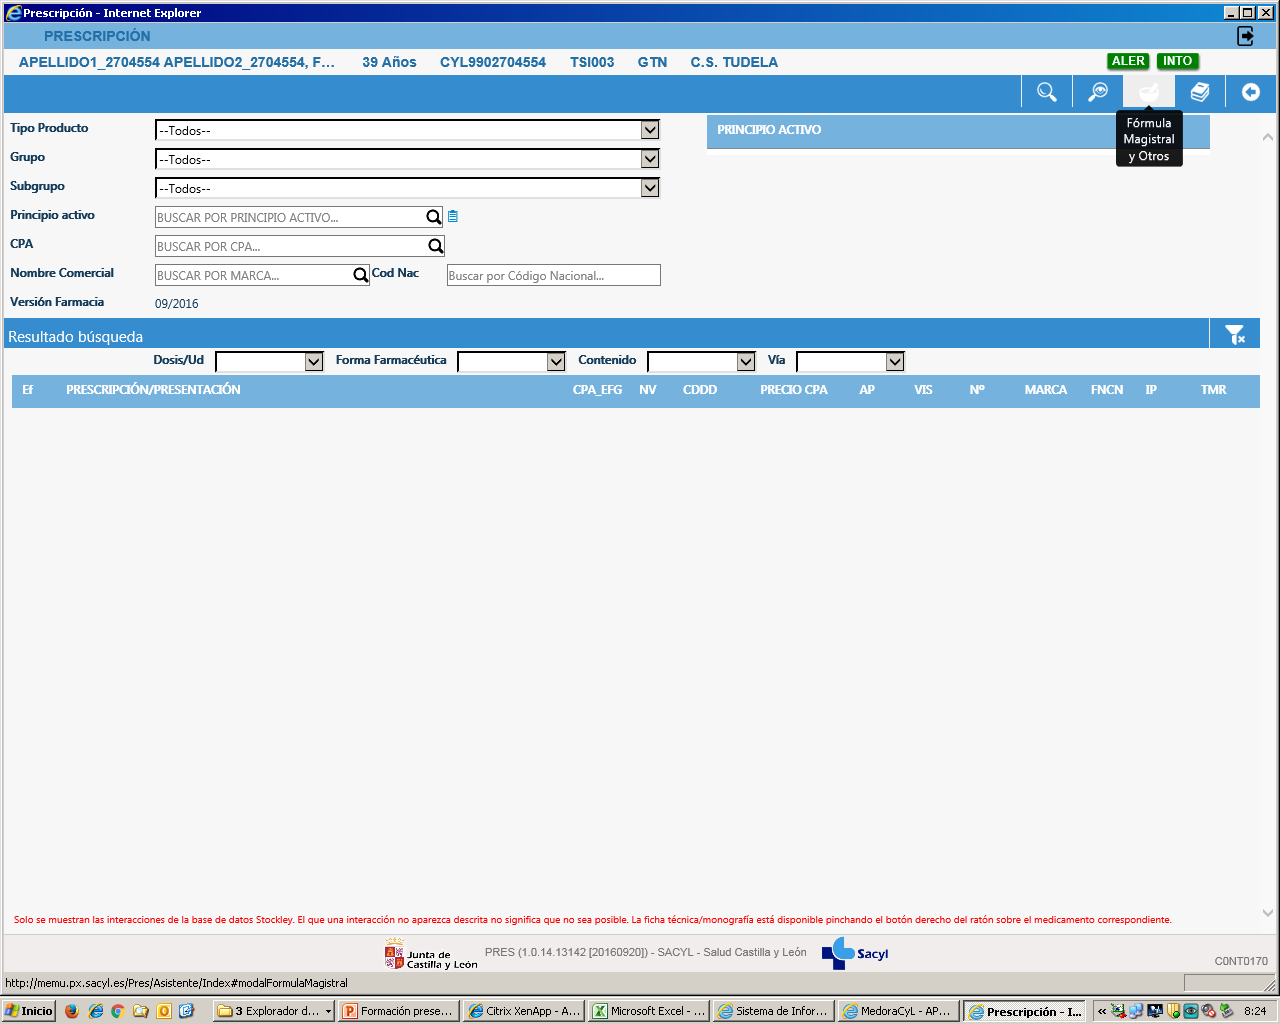 Prescripción - Internet Explorer
PRESCRIPCIÓN
APELLIDO1_2704554 APELLIDO2_2704554, F... 39 Años CYL9902704554 TSI003 GTN C.S. TUDELA ALER INTO
Tipo Producto --Todos-- PRINCIPIO ACTIVO
Fórmula
Magistral
y Otros
Grupo --Todos--
Subgrupo --Todos--
Principio activo BUSCAR POR PRINCIPIO ACTIVO...
CPA BUSCAR POR CPA...
Nombre Comercial BUSCAR POR MARCA... Cod Nac Buscar por Código Nacional...
Versión Farmacia 09/2016
Resultado búsqueda
Dosis/Ud Forma Farmacéutica Contenido Vía
Ef PRESCRIPCIÓN/PRESENTACIÓN CPA_EFG NV CDDD PRECIO CPA AP VIS Nº MARCA FNCN IP TMR
Solo se muestran las interacciones de la base de datos Stockley. El que una interacción no aparezca descrita no significa que no sea posible. La ficha técnica/monografía está disponible pinchando el botón derecho del ratón sobre el medicamento correspondiente.
Junta de
Castilla y León
PRES (1.0.14.13142 [20160920]) - SACYL - Salud Castilla y León
Sacyl
C0NT0170
http://memu.px.sacyl.es/Pres/Asistente/Index#modalFormulaMagistral
Inicio 3 Explorador d... Formación prese... Citrix XenApp - A... Microsoft Excel - ... Sistema de Infor... MedoraCyL - AP... Prescripción - I... « 8:24